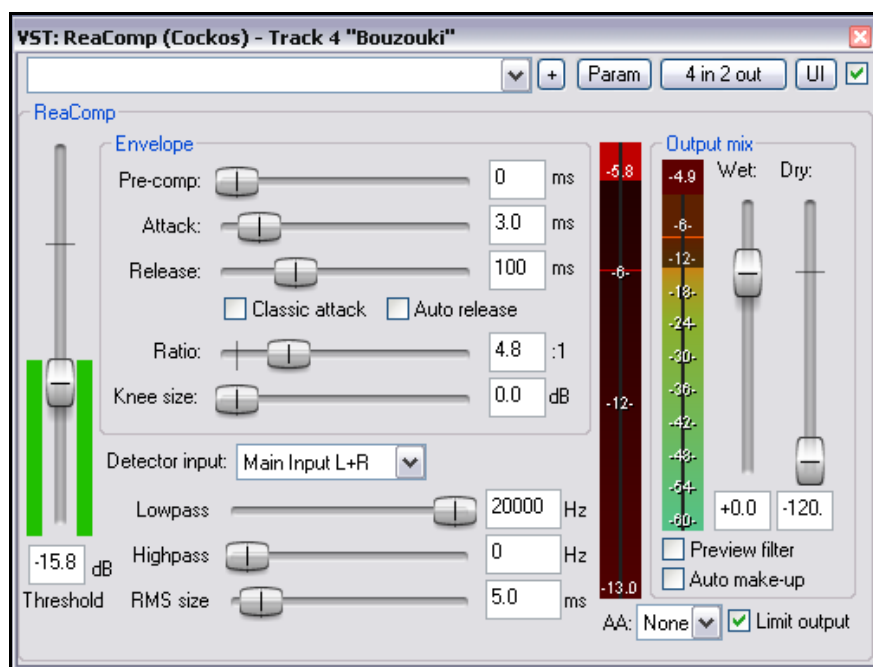 VST: ReaComp (Cockos) - Track 4 "Bouzouki"
+ Param 4 in 2 out UI
ReaComp
Envelope
Pre-comp: 0 ms
Attack: 3.0 ms
Release: 100 ms
Classic attack Auto release
Ratio: 4.8 :1
Knee size: 0.0 dB
Detector input: Main Input L+R
Lowpass 20000 Hz
Highpass 0 Hz
RMS size 5.0 ms
-15.8 dB
Threshold
-5.8
-6-
-12-
-13.0
Output mix
Wet: Dry:
-4.9
-6-
-12-
-18-
-24-
-30-
-36-
-42-
-48-
-54-
-60-
+0.0 -120.
Preview filter
Auto make-up
AA: None Limit output